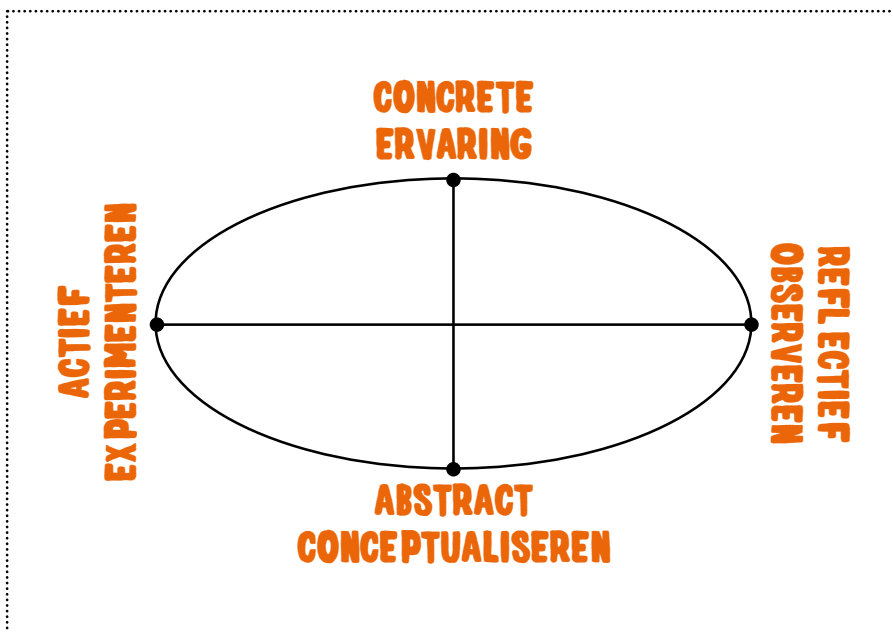 CONCRETE
ERVARING
ACTIEF
EXPERIMENTEREN
REFLECTIEF
OBSERVEREN
ABSTRACT
CONCEPTUALISEREN